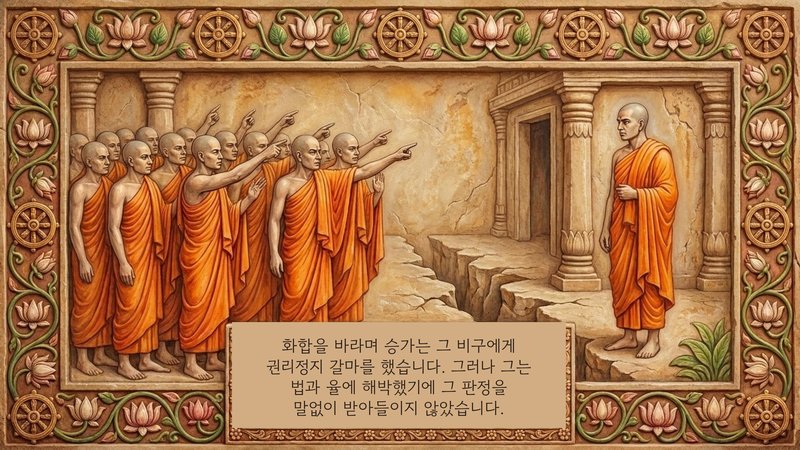 화합을 바라며 승가는 그 비구에게
권리정지 갈마를 했습니다. 그러나 그는
법과 율에 해박했기에 그 판정을
말없이 받아들이지 않았습니다.